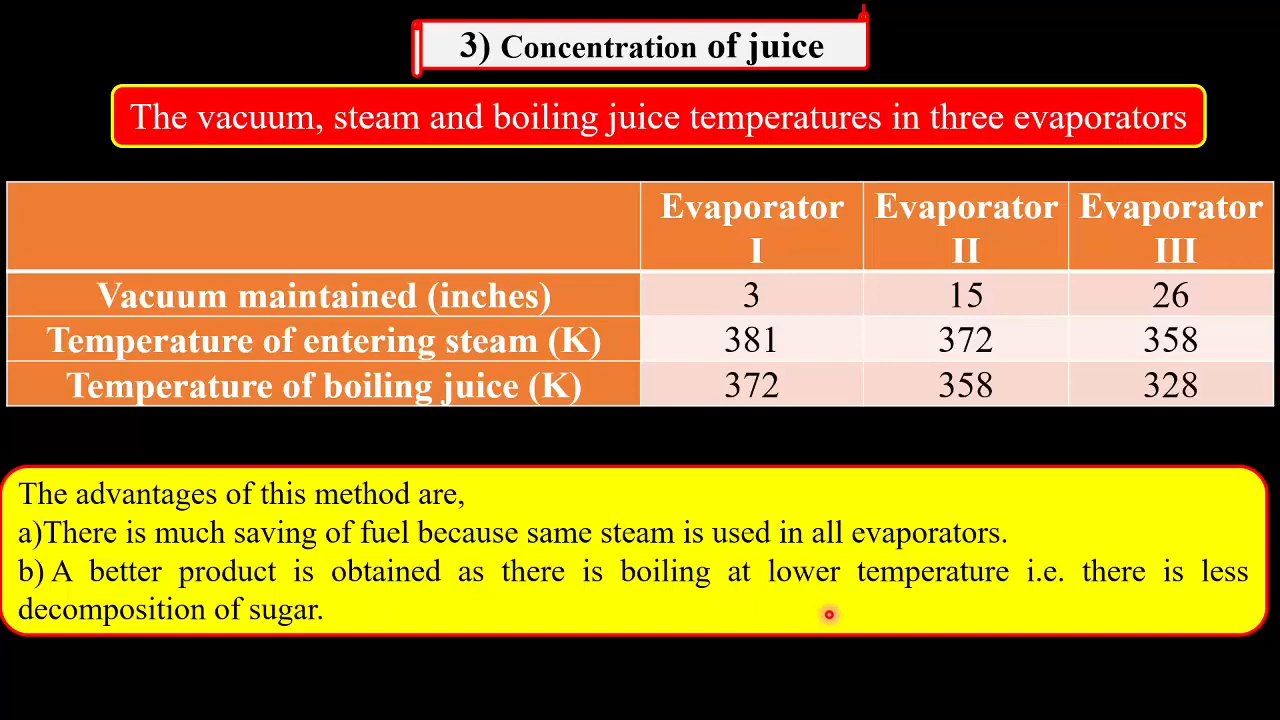 3) Concentration of juice
The vacuum, steam and boiling juice temperatures in three evaporators
Evaporator I Evaporator II Evaporator III
Vacuum maintained (inches) 3 15 26
Temperature of entering steam (K) 381 372 358
Temperature of boiling juice (K) 372 358 328
The advantages of this method are,
a)There is much saving of fuel because same steam is used in all evaporators.
b) A better product is obtained as there is boiling at lower temperature i.e. there is less
decomposition of sugar.